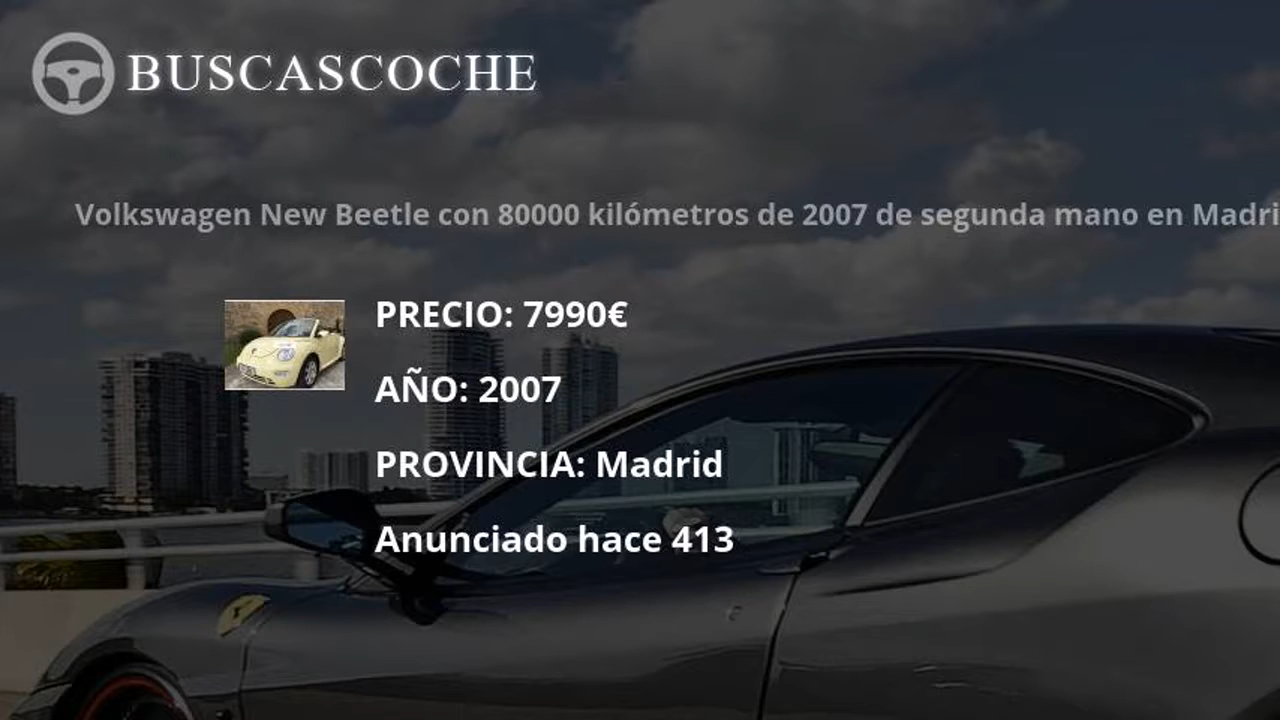 BUSCASCOCHE
Volkswagen New Beetle con 80000 kilómetros de 2007 de segunda mano en Madri
PRECIO: 7990€
AÑO: 2007
PROVINCIA: Madrid
Anunciado hace 413